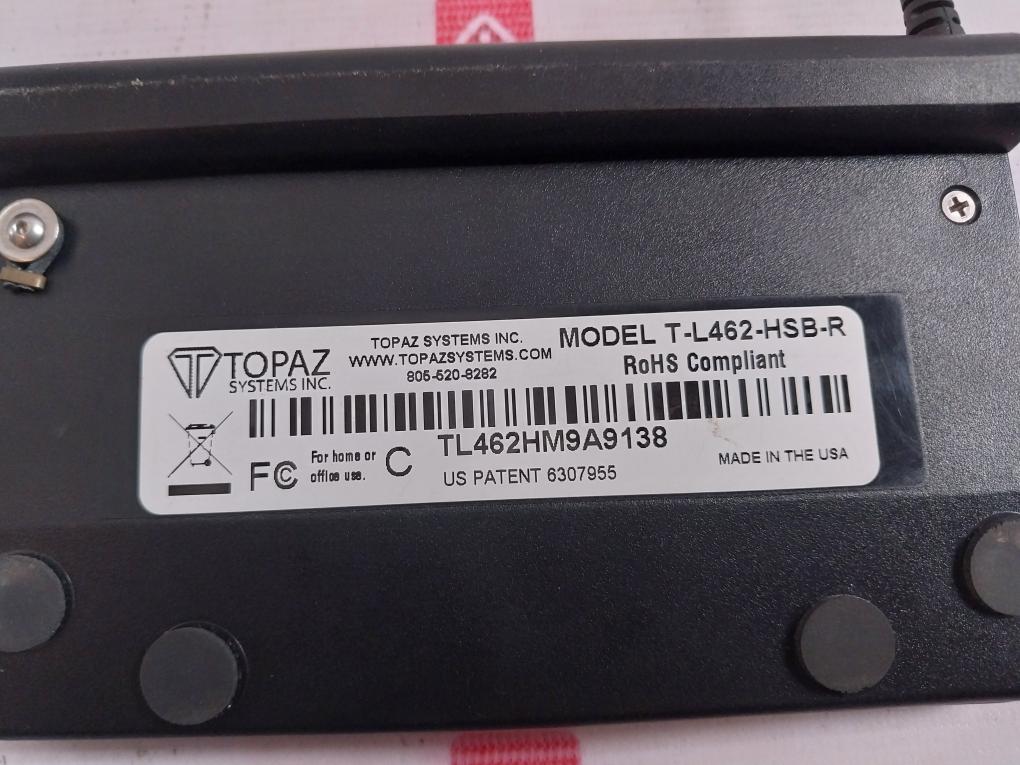 TOPAZ
SYSTEMS INC.
TOPAZ SYSTEMS INC.
WWW.TOPAZSYSTEMS.COM
805-520-8282
MODEL T-L462-HSB-R
RoHS Compliant
TL462HM9A9138
FC
For home or
office use.
C
US PATENT 6307955
MADE IN THE USA